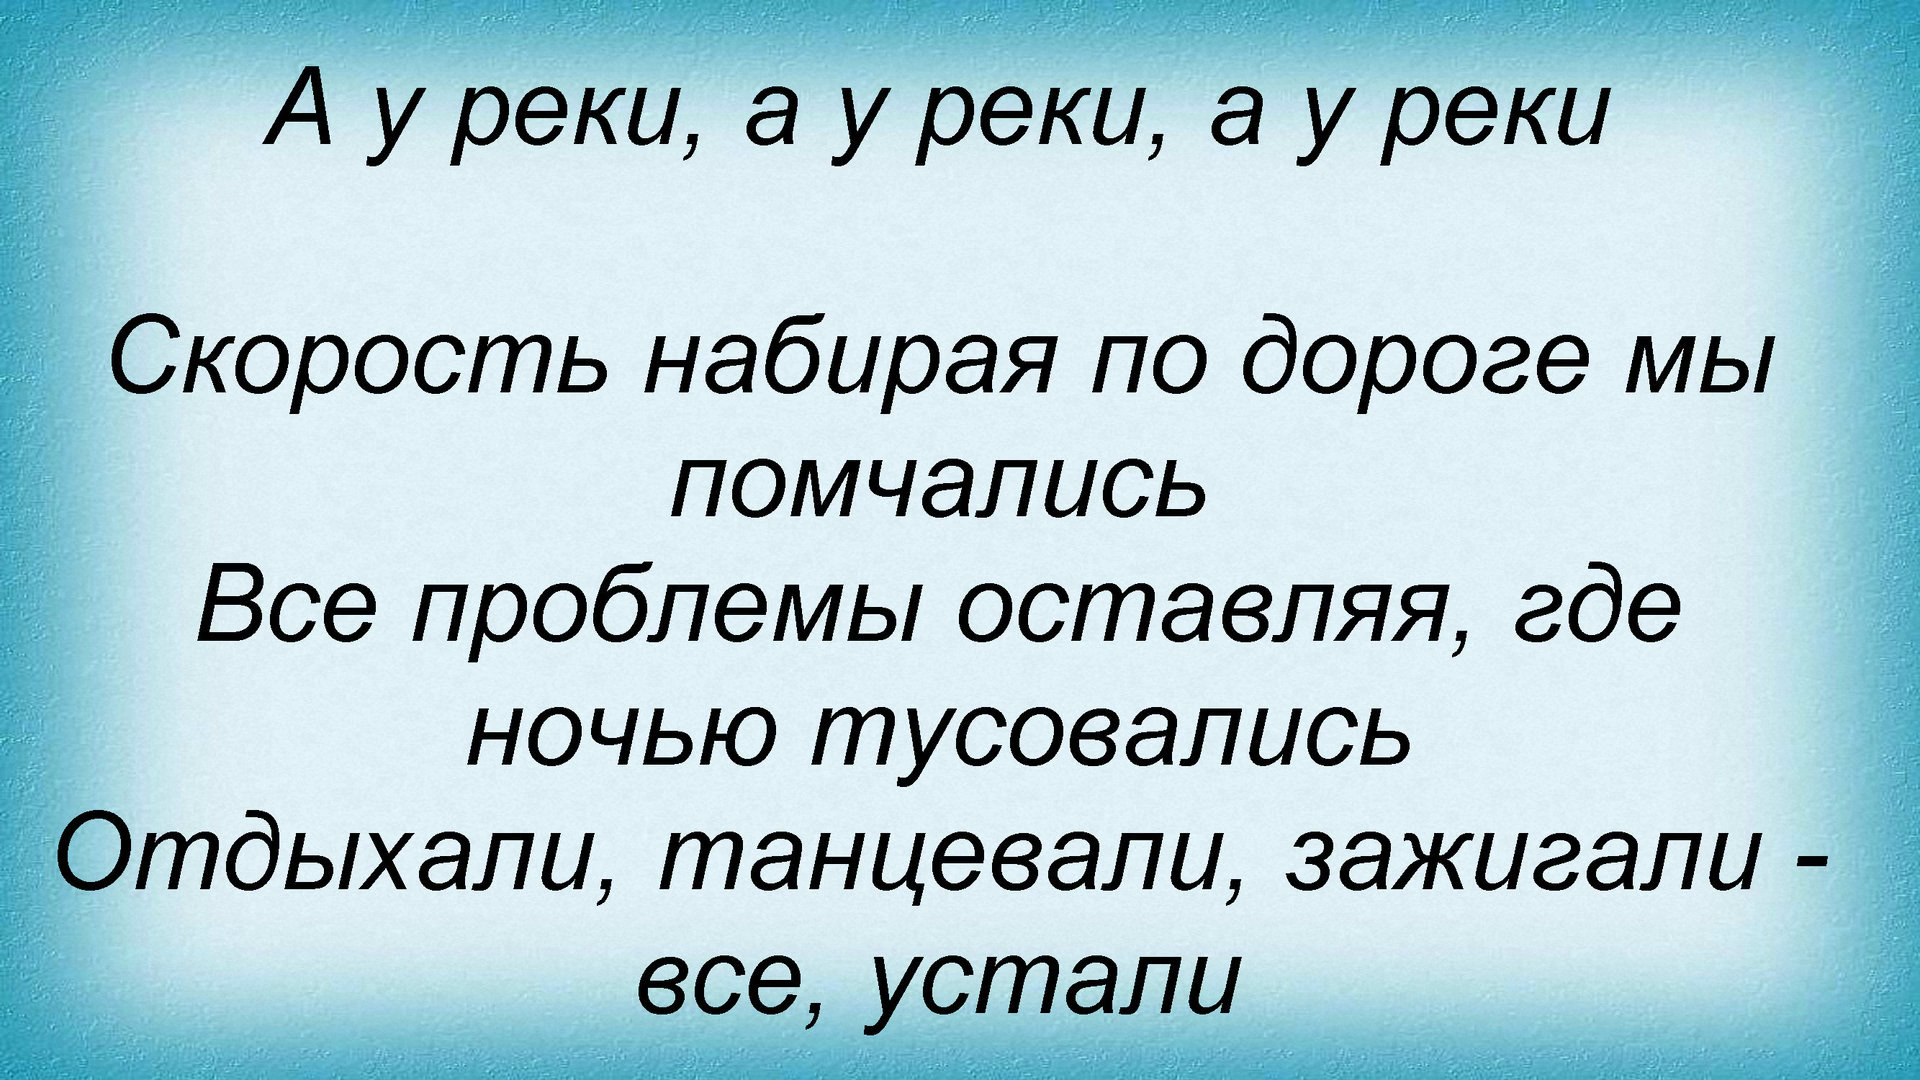 А у реки, а у реки, а у реки
Скорость набирая по дороге мы
помчались
Все проблемы оставляя, где
ночью тусовались
Отдыхали, танцевали, зажигали -
все, устали